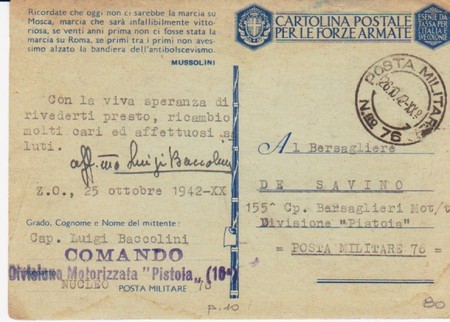 Ricordate che oggi non ci sarebbe la marcia su
Mosca, marcia che sarà infallibilmente vitto-
riosa, se venti anni prima non ci fosse stata la
marcia su Roma, se primi tra i primi non aves-
simo alzato la bandiera dell'antibolscevismo.
MUSSOLINI
CARTOLINA POSTALE
PER LE FORZE ARMATE
ESENTE DA
TASSA PER
L'ITALIA E
COLONIE
POSTA MILITARE
N.RO 76
Con la viva speranza di
rivederti presto, ricambio
molti cari ed affettuosi sa
luti.
aff.mo Luigi Baccolini
Z.O., 25 ottobre 1942-XX
Al Bersagliere
DE SAVINO
155^ Cp. Bersaglieri Mot/ti
Divisione "Pistoia"
= POSTA MILITARE 76 =
Grado, Cognome e Nome del mittente:
Cap. Luigi Baccolini
COMANDO
Divisione Motorizzata "Pistoia" (16ª)
NUCLEO POSTA MILITARE 76
p.10
80